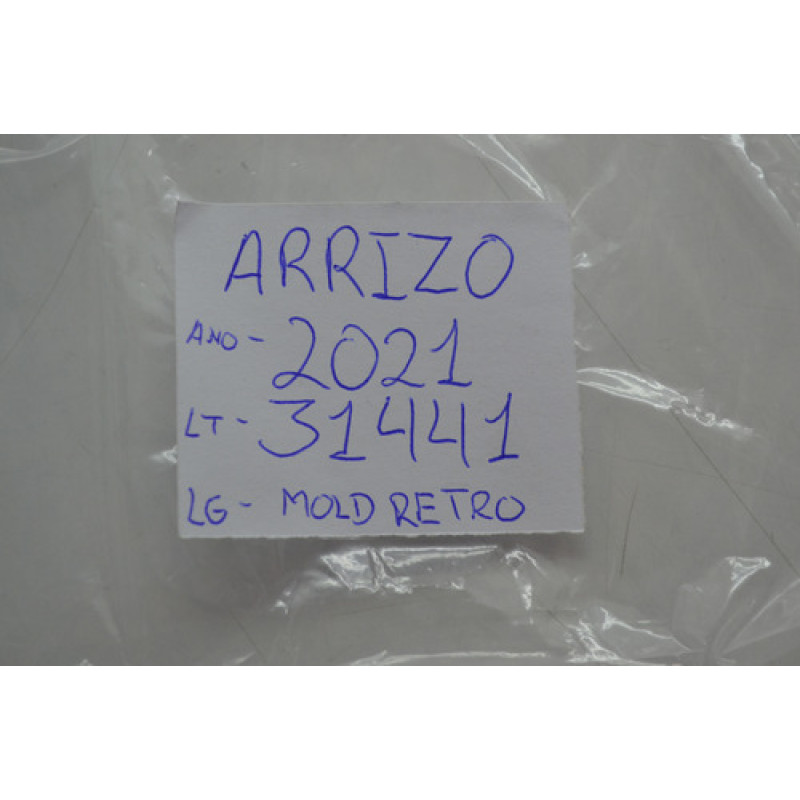 ARRIZO
ANO - 2021
LT - 31441
LG - MOLD RETRO